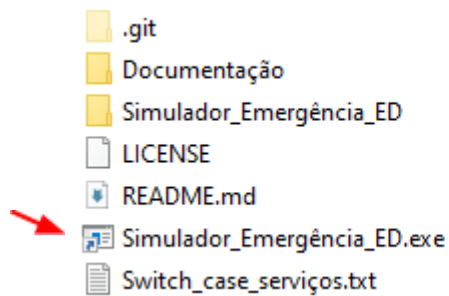 .git
Documentação
Simulador_Emergência_ED
LICENSE
README.md
Simulador_Emergência_ED.exe
Switch_case_serviços.txt